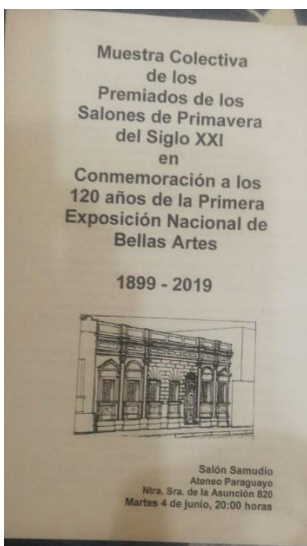 Muestra Colectiva
de los
Premiados de los
Salones de Primavera
del Siglo XXI
en
Conmemoración a los
120 años de la Primera
Exposición Nacional de
Bellas Artes
1899 - 2019
Salón Samudio
Ateneo Paraguayo
Ntra. Sra. de la Asunción 820
Martes 4 de junio, 20:00 horas